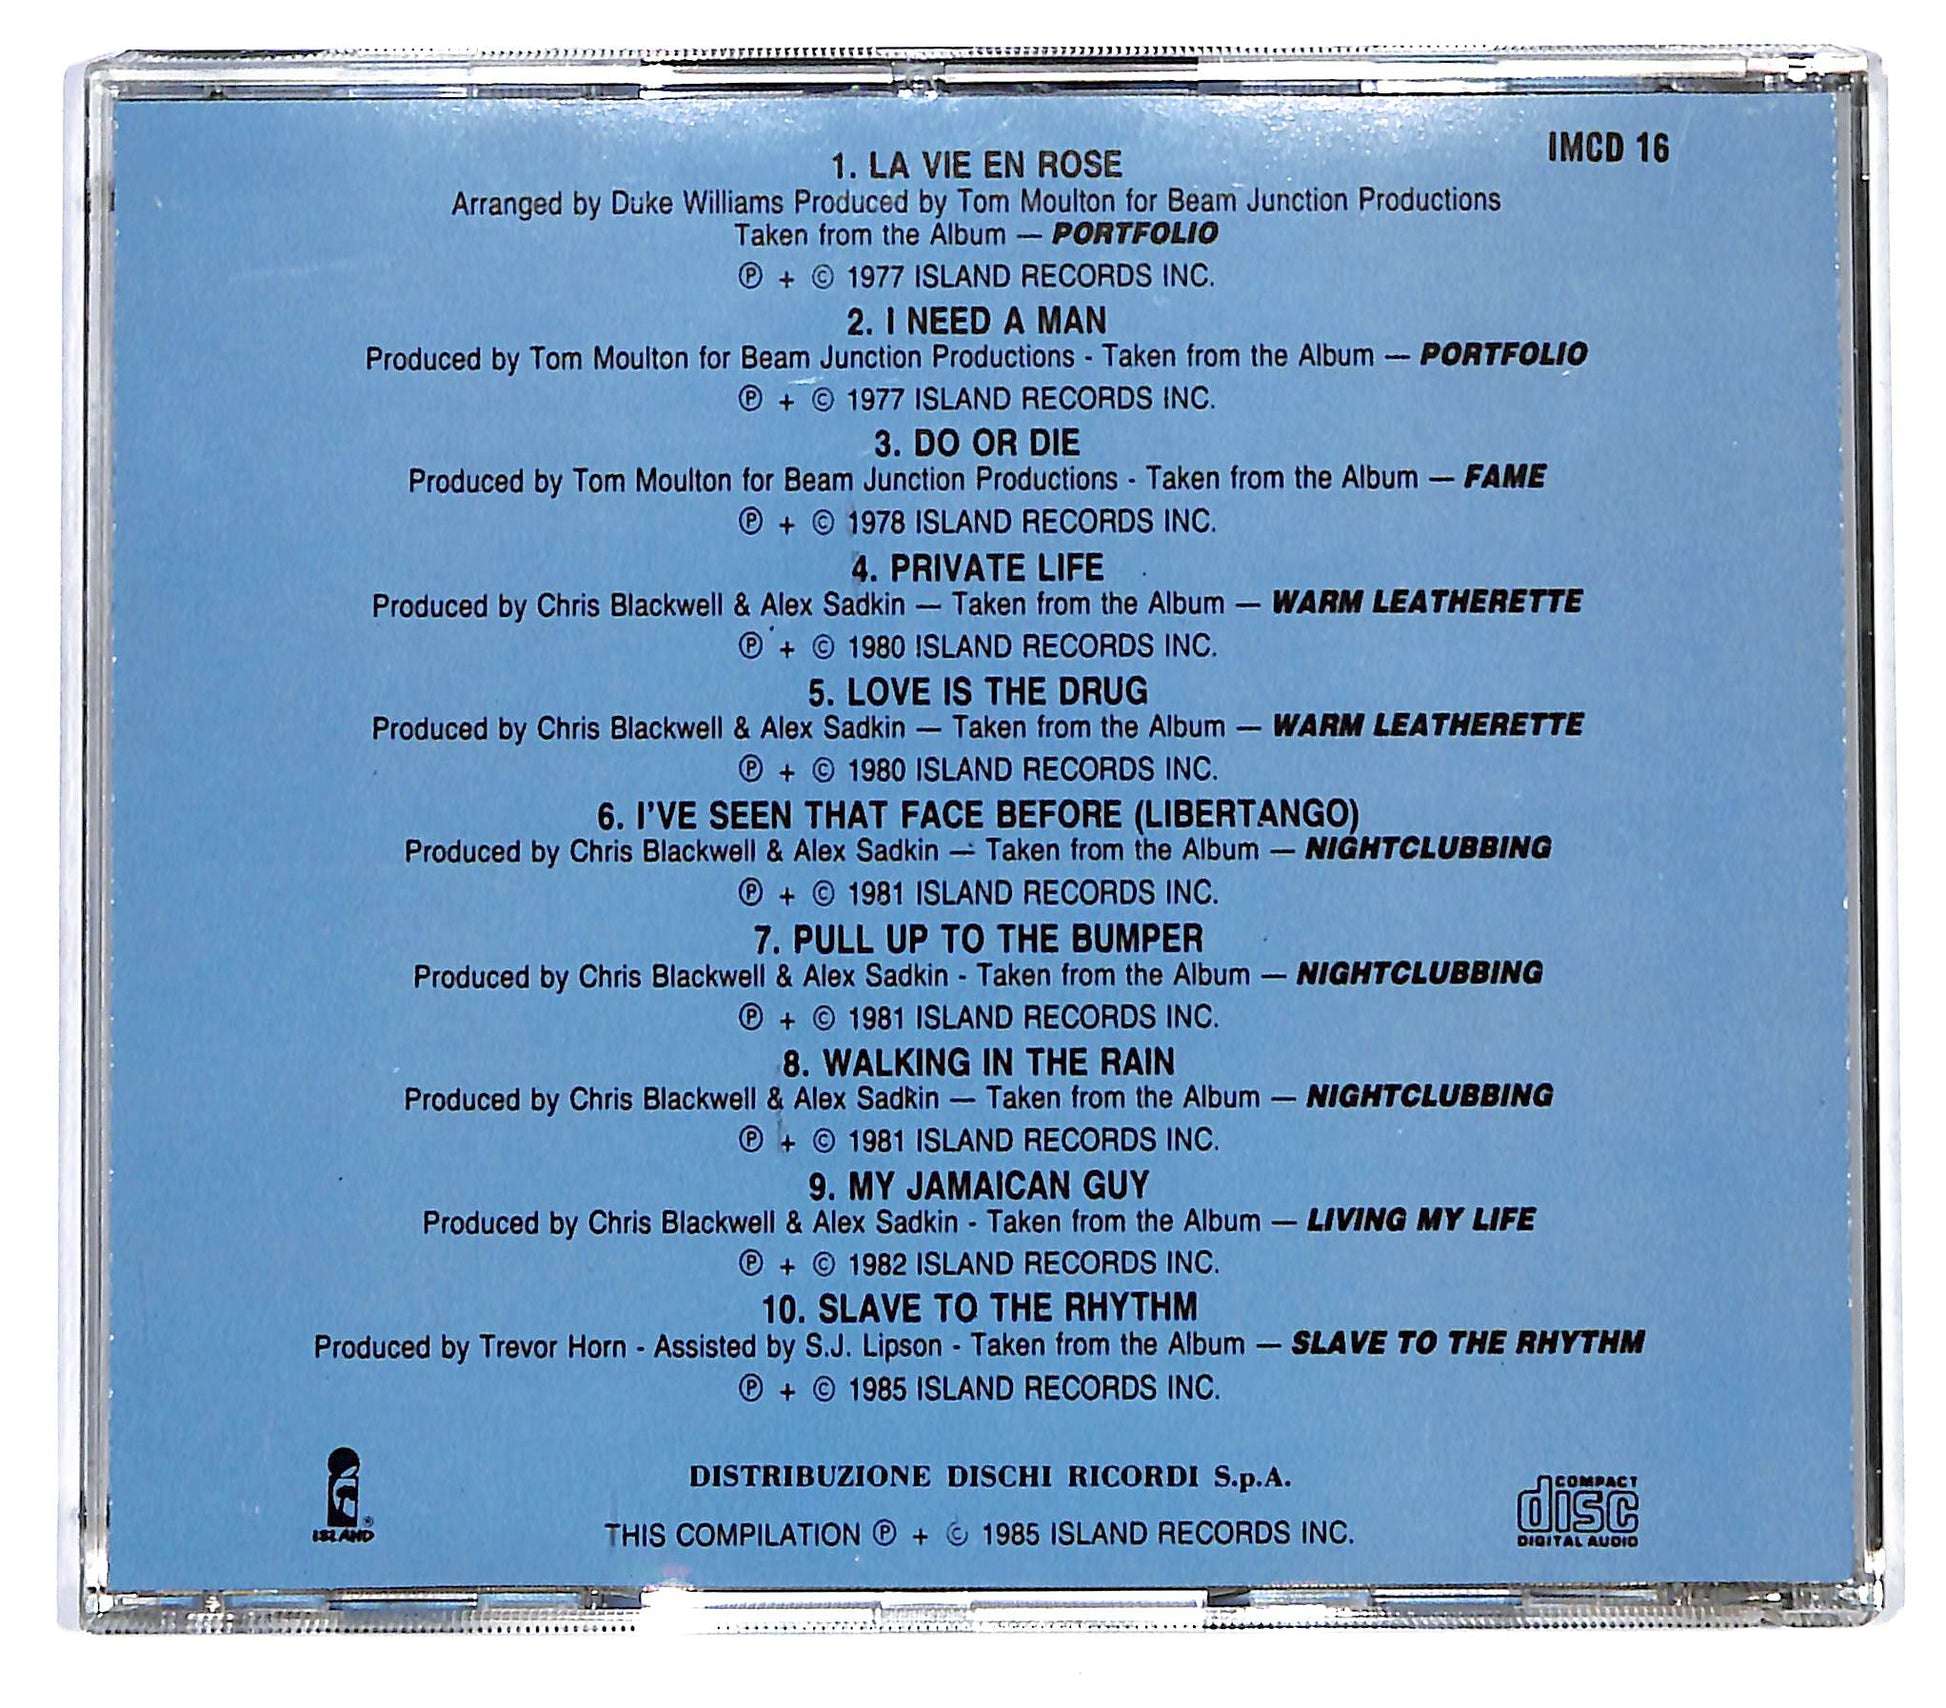 IMCD 16
1. LA VIE EN ROSE
Arranged by Duke Williams Produced by Tom Moulton for Beam Junction Productions
Taken from the Album — PORTFOLIO
℗ + © 1977 ISLAND RECORDS INC.
2. I NEED A MAN
Produced by Tom Moulton for Beam Junction Productions - Taken from the Album — PORTFOLIO
℗ + © 1977 ISLAND RECORDS INC.
3. DO OR DIE
Produced by Tom Moulton for Beam Junction Productions - Taken from the Album — FAME
℗ + © 1978 ISLAND RECORDS INC.
4. PRIVATE LIFE
Produced by Chris Blackwell & Alex Sadkin — Taken from the Album — WARM LEATHERETTE
℗ + © 1980 ISLAND RECORDS INC.
5. LOVE IS THE DRUG
Produced by Chris Blackwell & Alex Sadkin — Taken from the Album — WARM LEATHERETTE
℗ + © 1980 ISLAND RECORDS INC.
6. I'VE SEEN THAT FACE BEFORE (LIBERTANGO)
Produced by Chris Blackwell & Alex Sadkin — Taken from the Album — NIGHTCLUBBING
℗ + © 1981 ISLAND RECORDS INC.
7. PULL UP TO THE BUMPER
Produced by Chris Blackwell & Alex Sadkin - Taken from the Album — NIGHTCLUBBING
℗ + © 1981 ISLAND RECORDS INC.
8. WALKING IN THE RAIN
Produced by Chris Blackwell & Alex Sadkin — Taken from the Album — NIGHTCLUBBING
℗ + © 1981 ISLAND RECORDS INC.
9. MY JAMAICAN GUY
Produced by Chris Blackwell & Alex Sadkin - Taken from the Album — LIVING MY LIFE
℗ + © 1982 ISLAND RECORDS INC.
10. SLAVE TO THE RHYTHM
Produced by Trevor Horn - Assisted by S.J. Lipson - Taken from the Album — SLAVE TO THE RHYTHM
℗ + © 1985 ISLAND RECORDS INC.
ISLAND®
DISTRIBUZIONE DISCHI RICORDI S.p.A.
THIS COMPILATION ℗ + © 1985 ISLAND RECORDS INC.
COMPACT
disc
DIGITAL AUDIO